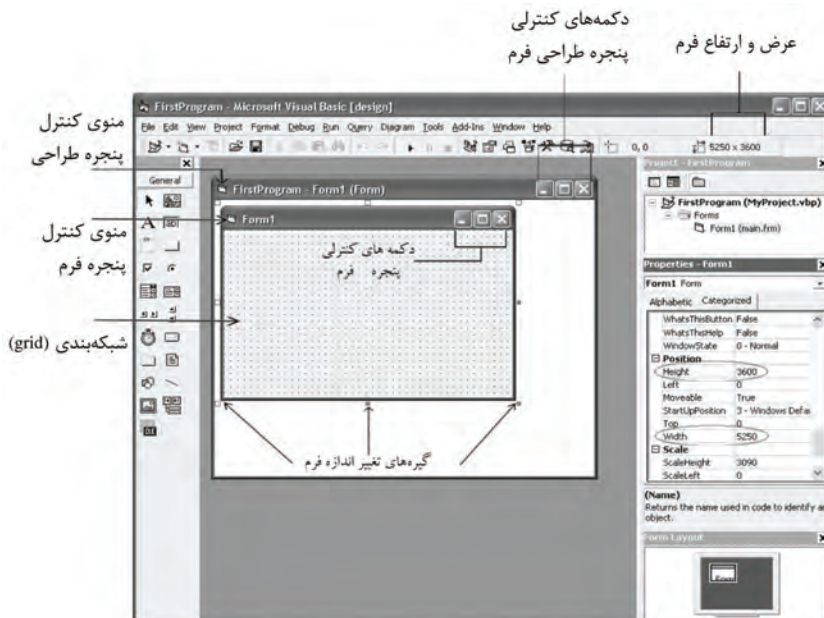 دکمه‌های کنترلی
پنجره طراحی فرم
عرض و ارتفاع فرم
FirstProgram - Microsoft Visual Basic [design]
File Edit View Project Format Debug Run Query Diagram Tools Add-Ins Window Help
0, 0
5250 x 3600
منوی کنترل
پنجره طراحی
General
FirstProgram - Form1 (Form)
Form1
دکمه های کنترلی
پنجره فرم
منوی کنترل
پنجره فرم
شبکه‌بندی (grid)
گیره‌های تغییر اندازه فرم
Project - FirstProgram
FirstProgram (MyProject.vbp)
Forms
Form1 (main.frm)
Properties - Form1
Form1 Form
Alphabetic Categorized
WhatsThisButton False
WhatsThisHelp False
WindowState 0 - Normal
Position
Height 3600
Left 0
Moveable True
StartUpPosition 3 - Windows Defa
Top 0
Width 5250
Scale
ScaleHeight 3090
ScaleLeft 0
(Name)
Returns the name used in code to identify an
object.
Form Layout